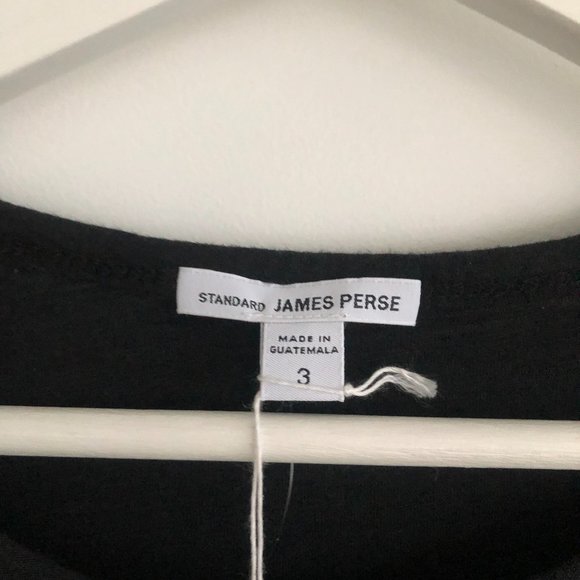 STANDARD JAMES PERSE
MADE IN
GUATEMALA
3